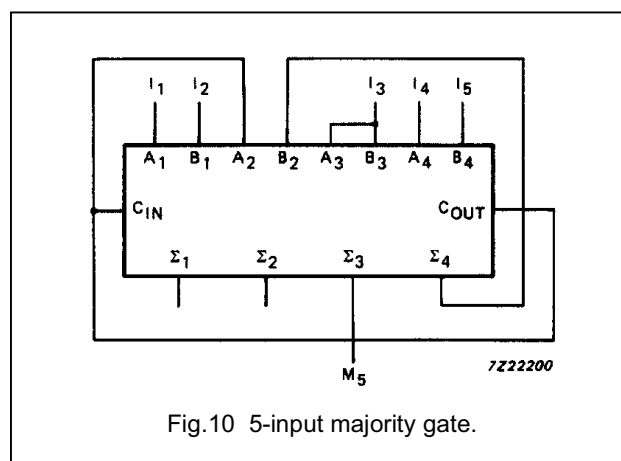 I1 I2 I3 I4 I5
A1 B1 A2 B2 A3 B3 A4 B4
CIN COUT
Σ1 Σ2 Σ3 Σ4
M5 7Z22200
Fig.10 5-input majority gate.